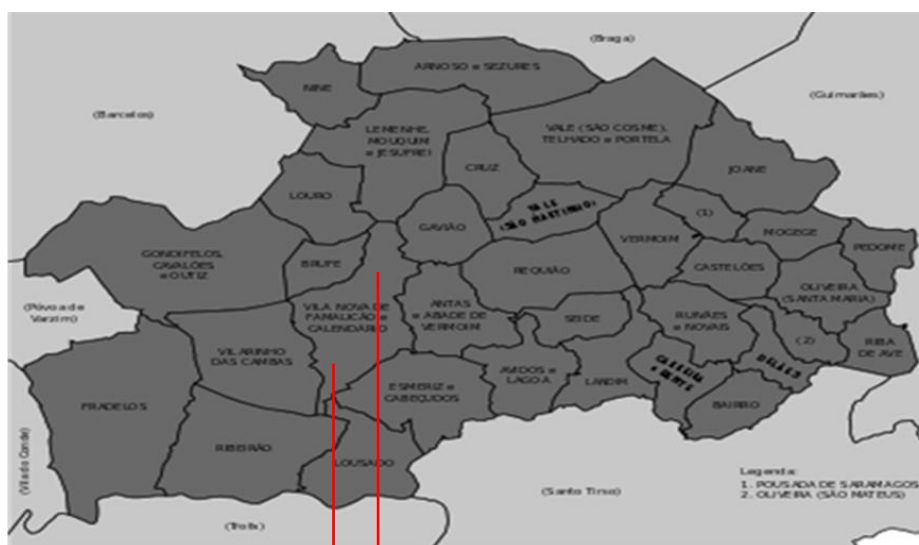 (Braga)
ARNOSO e SEZURES
NINE
(Guimarães)
(Barcelos)
LEMENHE,
MOUQUIM
e JESUFREI
VALE (SÃO COSME),
TELHADO e PORTELA
CRUZ
JOANE
LOURO
VALE
(SÃO MARTINHO)
(1)
GAVIÃO
VERMOIM
MOGEGE
PEDOME
GONDIFELOS,
CAVALÕES
e OUTIZ
BRUFE
REQUIÃO
CASTELÕES
OLIVEIRA
(SANTA MARIA)
(Póvoa de
Varzim)
VILA NOVA DE
FAMALICÃO e
CALENDÁRIO
ANTAS
e ABADE DE
VERMOIM
SEIDE
RUIVÃES
e NOVAIS
(2)
RIBA
DE AVE
VILARINHO
DAS CAMBAS
ESMERIZ e
CABEÇUDOS
AVIDOS e
LAGOA
LANDIM
CARREIRA
e BENTE
DELÃES
BAIRRO
FRADELOS
RIBEIRÃO
LOUSADO
(Vila do Conde)
(Trofa)
(Santo Tirso)
Legenda:
1. POUSADA DE SARAMAGOS
2. OLIVEIRA (SÃO MATEUS)